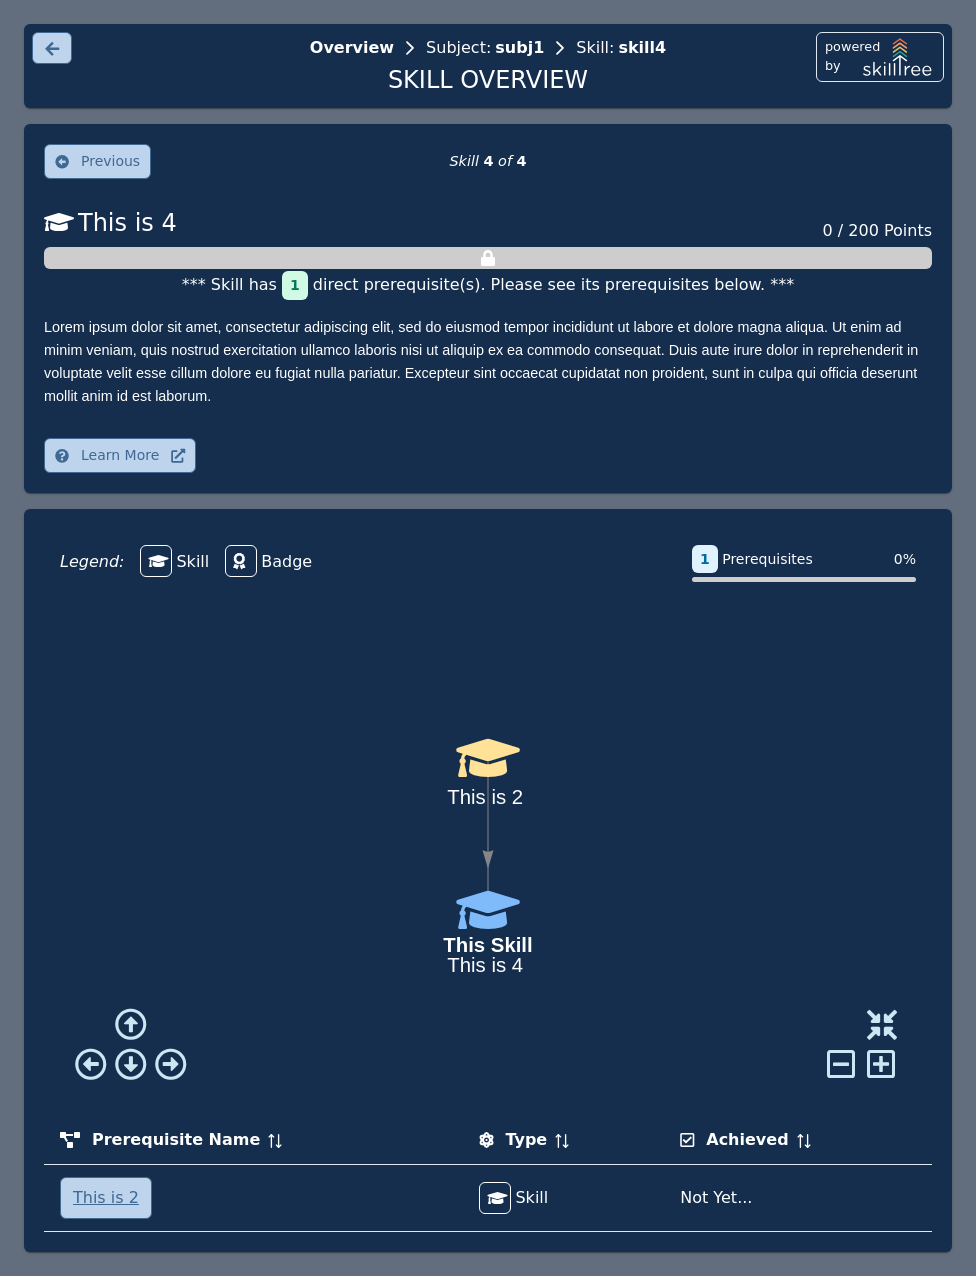 Overview > Subject: subj1 > Skill: skill4
SKILL OVERVIEW
powered
by
skilltree
Previous
Skill 4 of 4
This is 4
0 / 200 Points
*** Skill has 1 direct prerequisite(s). Please see its prerequisites below. ***
Lorem ipsum dolor sit amet, consectetur adipiscing elit, sed do eiusmod tempor incididunt ut labore et dolore magna aliqua. Ut enim ad
minim veniam, quis nostrud exercitation ullamco laboris nisi ut aliquip ex ea commodo consequat. Duis aute irure dolor in reprehenderit in
voluptate velit esse cillum dolore eu fugiat nulla pariatur. Excepteur sint occaecat cupidatat non proident, sunt in culpa qui officia deserunt
mollit anim id est laborum.
Learn More
Legend: Skill Badge
1 Prerequisites 0%
This is 2
This Skill
This is 4
Prerequisite Name Type Achieved
This is 2 Skill Not Yet...